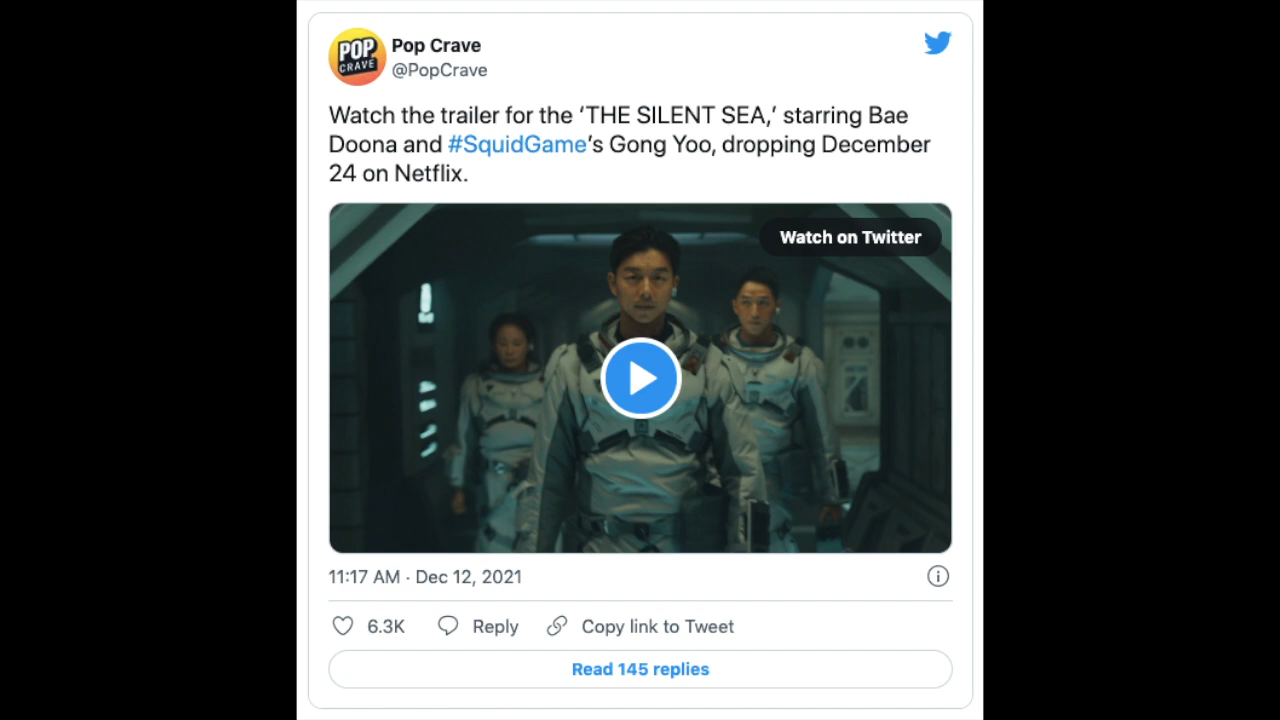 POP
CRAVE
Pop Crave
@PopCrave
Watch the trailer for the ‘THE SILENT SEA,’ starring Bae
Doona and #SquidGame’s Gong Yoo, dropping December
24 on Netflix.
Watch on Twitter
11:17 AM · Dec 12, 2021
6.3K Reply Copy link to Tweet
Read 145 replies